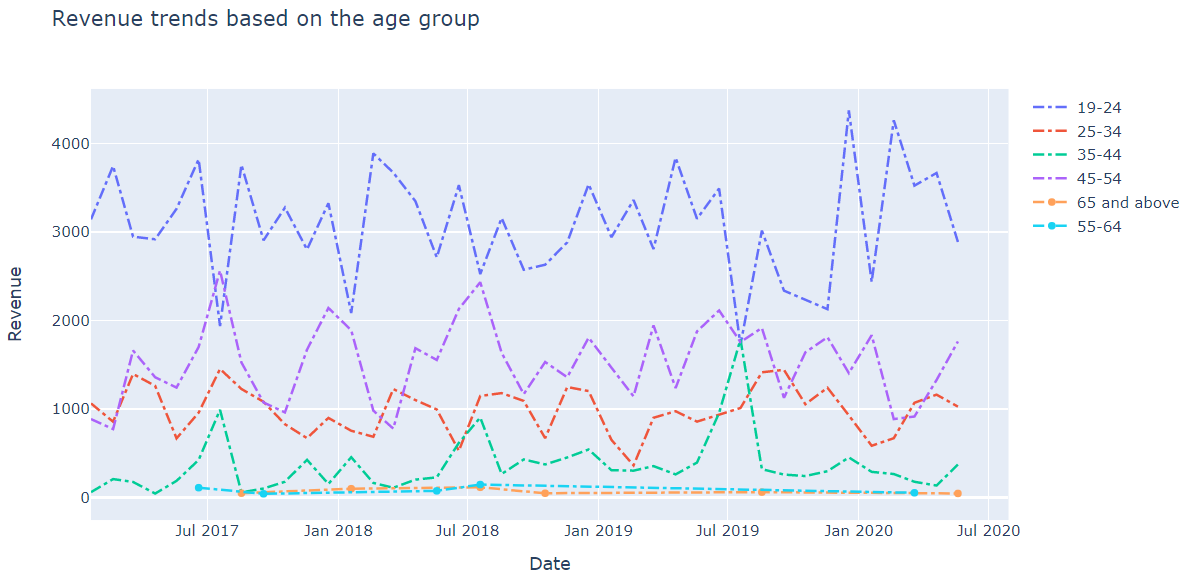 Revenue trends based on the age group
4000
3000
2000
1000
0
Revenue
Jul 2017
Jan 2018
Jul 2018
Jan 2019
Jul 2019
Jan 2020
Jul 2020
Date
19-24
25-34
35-44
45-54
65 and above
55-64